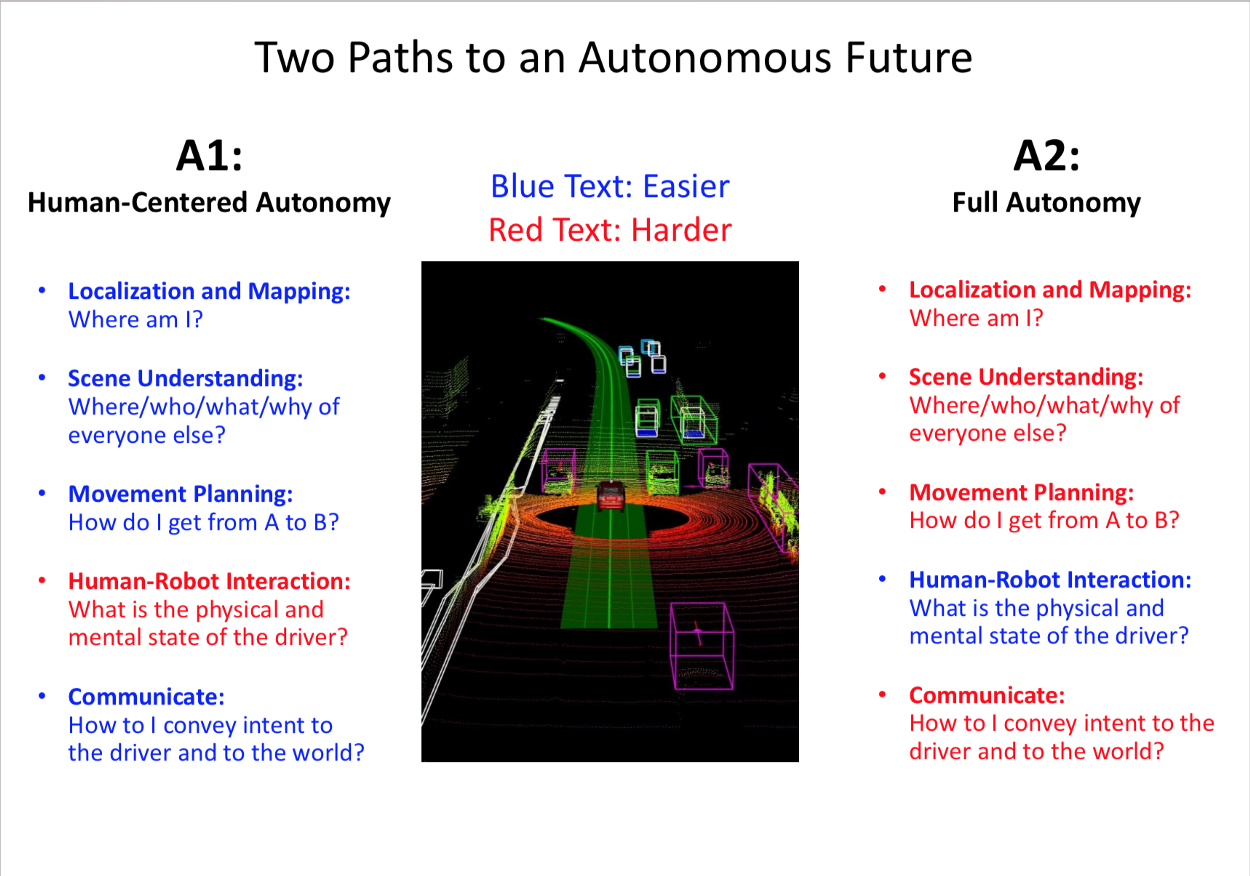 Two Paths to an Autonomous Future
A1:
Human-Centered Autonomy
• Localization and Mapping:
Where am I?
• Scene Understanding:
Where/who/what/why of
everyone else?
• Movement Planning:
How do I get from A to B?
• Human-Robot Interaction:
What is the physical and
mental state of the driver?
• Communicate:
How to I convey intent to
the driver and to the world?
Blue Text: Easier
Red Text: Harder
A2:
Full Autonomy
• Localization and Mapping:
Where am I?
• Scene Understanding:
Where/who/what/why of
everyone else?
• Movement Planning:
How do I get from A to B?
• Human-Robot Interaction:
What is the physical and
mental state of the driver?
• Communicate:
How to I convey intent to the
driver and to the world?